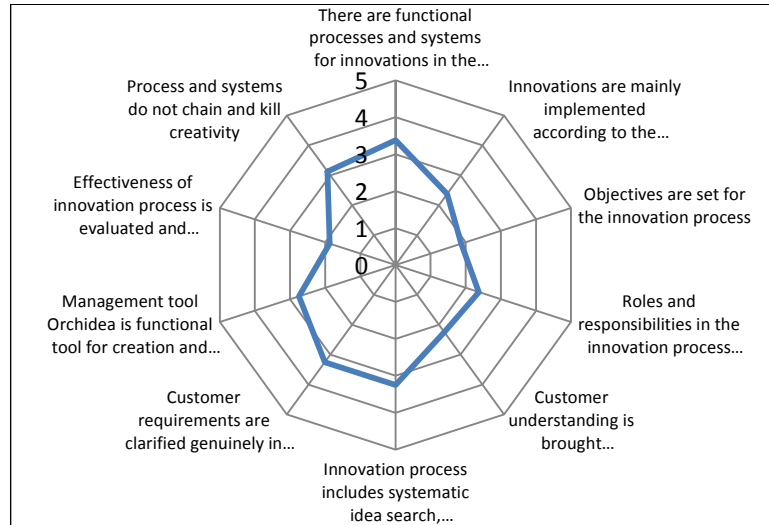 There are functional
processes and systems
for innovations in the…
Innovations are mainly
implemented
according to the…
Objectives are set for
the innovation process
Roles and
responsibilities in the
innovation process…
Customer
understanding is
brought…
Innovation process
includes systematic
idea search,…
Customer
requirements are
clarified genuinely in…
Management tool
Orchidea is functional
tool for creation and…
Effectiveness of
innovation process is
evaluated and…
Process and systems
do not chain and kill
creativity
5
4
3
2
1
0